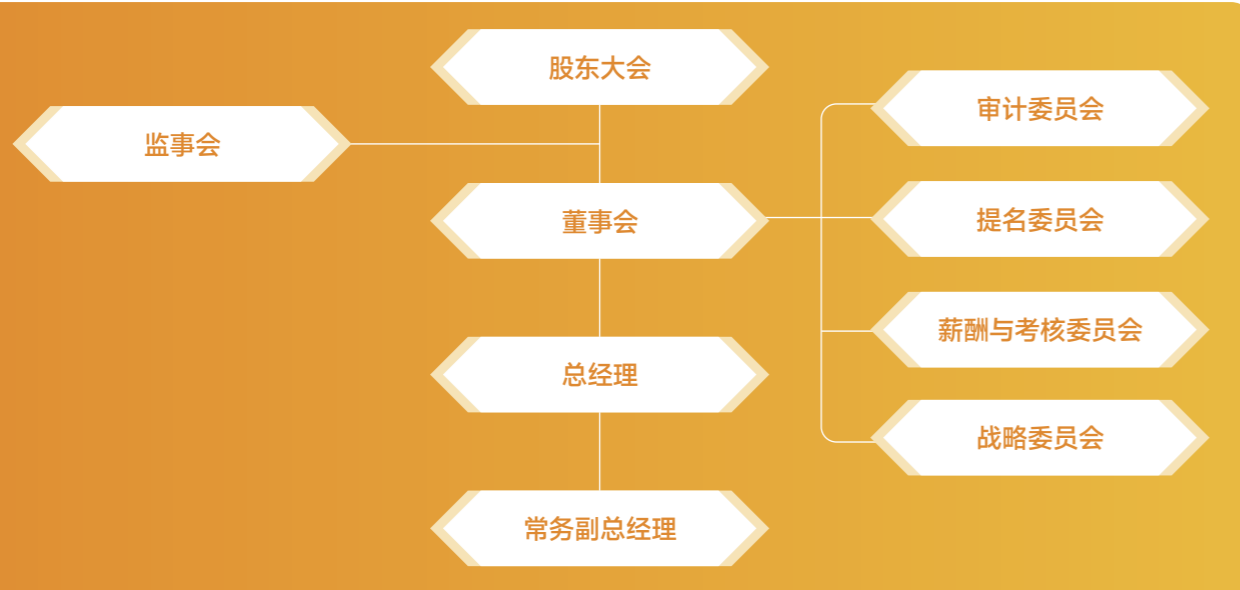 股东大会
监事会
董事会
总经理
常务副总经理
审计委员会
提名委员会
薪酬与考核委员会
战略委员会